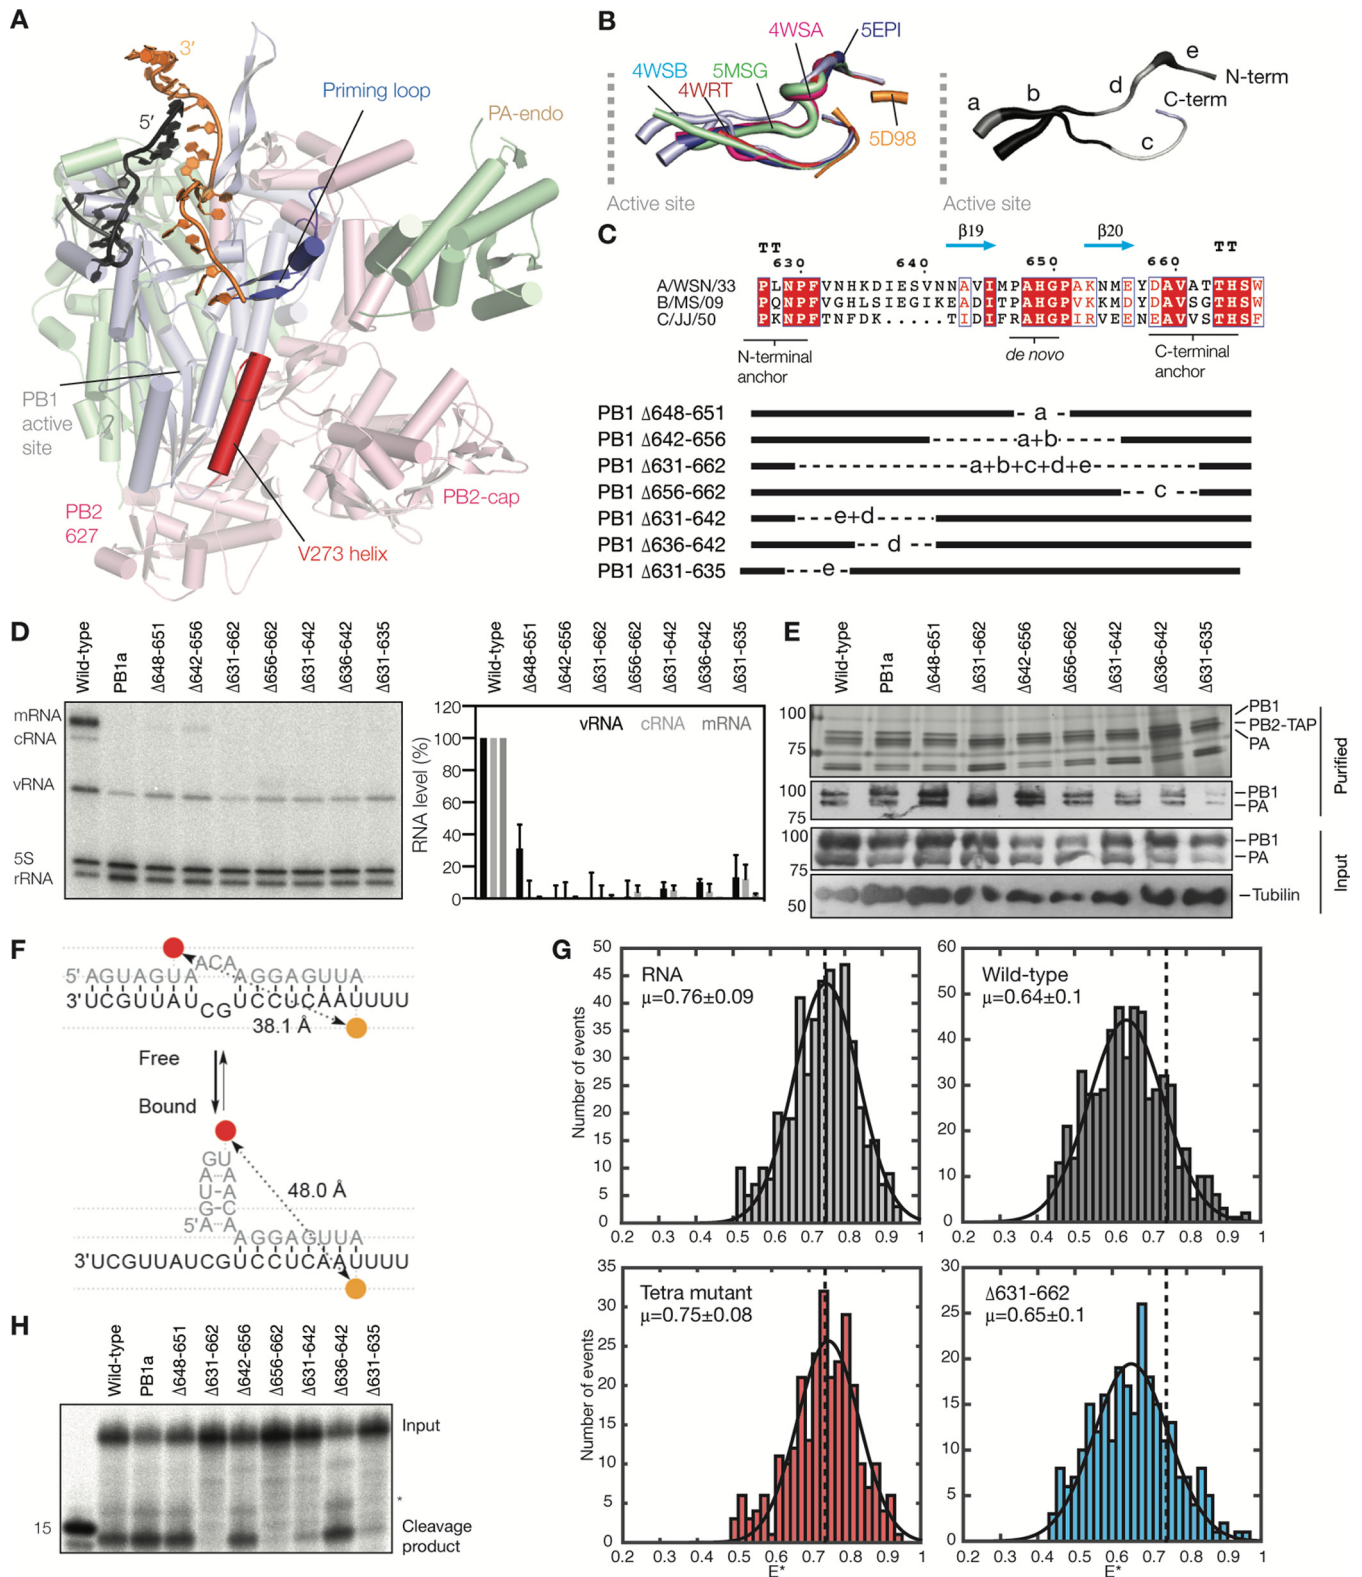 A
3′
5′
Priming loop
PA-endo
PB1
active
site
PB2
627
PB2-cap
V273 helix
B
4WSA
5EPI
4WSB
5MSG
4WRT
5D98
Active site
a
b
c
d
e
N-term
C-term
Active site
C
β19
β20
TT
TT
630
640
650
660
A/WSN/33 PLNPFVNHKDIESVNNAVIMPAHGPAKNMEYDAVATTHSW
B/MS/09 PQNPFVGHLSIEGIKEADITPAHGPVKKMDYDAVSGTHSW
C/JJ/50 PKNPFTNFDK.....TIDIFRAHGPIRVEENEAVVSTHSF
N-terminal
anchor
de novo
C-terminal
anchor
PB1 Δ648-651 a
PB1 Δ642-656 a+b
PB1 Δ631-662 a+b+c+d+e
PB1 Δ656-662 c
PB1 Δ631-642 e+d
PB1 Δ636-642 d
PB1 Δ631-635 e
D
Wild-type
PB1a
Δ648-651
Δ642-656
Δ631-662
Δ656-662
Δ631-642
Δ636-642
Δ631-635
mRNA
cRNA
vRNA
5S
rRNA
Wild-type
Δ648-651
Δ642-656
Δ631-662
Δ656-662
Δ631-642
Δ636-642
Δ631-635
RNA level (%)
120
100
80
60
40
20
0
vRNA cRNA mRNA
E
Wild-type
PB1a
Δ648-651
Δ631-662
Δ642-656
Δ656-662
Δ631-642
Δ636-642
Δ631-635
100
75
PB1
PB2-TAP
PA
100
75
PB1
PA
Purified
100
75
PB1
PA
50
Tubilin
Input
F
ACA
5' AGUAGUA AGGAGUUA
3'UCGUUAU UCCUCAAUUUU
CG
38.1 Å
Free
Bound
GU
A A
U A
G C
5'A A
48.0 Å
AGGAGUUA
3'UCGUUAUCGUCCUCAAUUUU
G
RNA
μ=0.76±0.09
Number of events
50
45
40
35
30
25
20
15
10
5
0
0.2 0.3 0.4 0.5 0.6 0.7 0.8 0.9 1
Wild-type
μ=0.64±0.1
60
50
40
30
20
10
0
0.2 0.3 0.4 0.5 0.6 0.7 0.8 0.9 1
Tetra mutant
μ=0.75±0.08
Number of events
35
30
25
20
15
10
5
0
0.2 0.3 0.4 0.5 0.6 0.7 0.8 0.9 1
E*
Δ631-662
μ=0.65±0.1
30
25
20
15
10
5
0
0.2 0.3 0.4 0.5 0.6 0.7 0.8 0.9 1
E*
H
Wild-type
PB1a
Δ648-651
Δ631-662
Δ642-656
Δ656-662
Δ631-642
Δ636-642
Δ631-635
Input
*
15
Cleavage
product